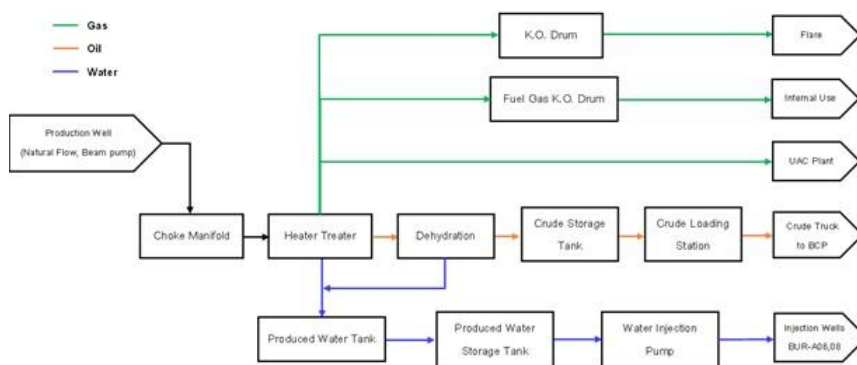 Gas
Oil
Water
K.O. Drum
Flare
Fuel Gas K.O. Drum
Internal Use
Production Well
(Natural Flow, Beam pump)
UAC Plant
Choke Manifold
Heater Treater
Dehydration
Crude Storage
Tank
Crude Loading
Station
Crude Truck
to BCP
Produced Water Tank
Produced Water
Storage Tank
Water Injection
Pump
Injection Wells
BUR-A06,08